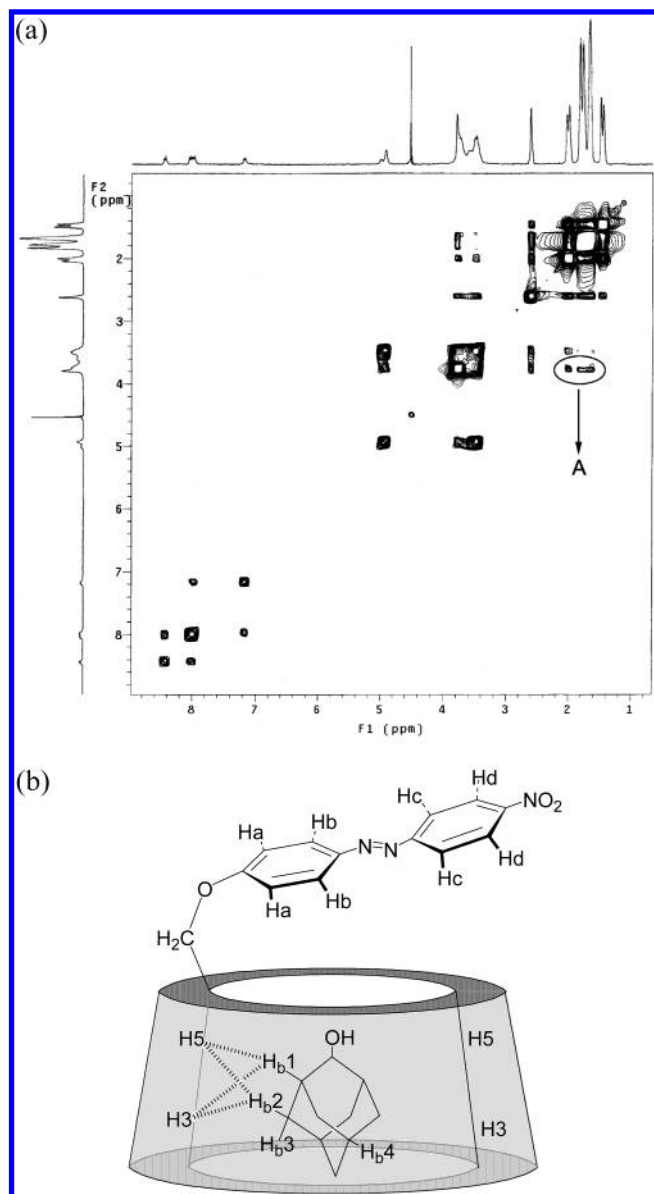 (a)
F2
(ppm)
2
3
4
5
6
7
8
A
8 7 6 5 4 3 2 1
F1 (ppm)
(b)
Hd
Hc NO2
Ha Hb
N=N
Hd
O Hc
Ha Hb
H2C
OH
H5 H5
Hb1
Hb2
H3 H3
Hb3 Hb4